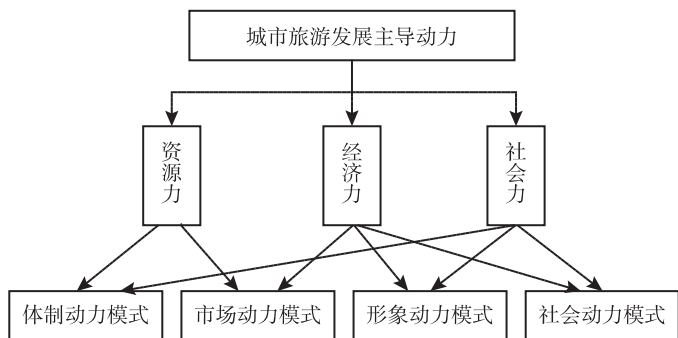 城市旅游发展主导动力
资源力
经济力
社会力
体制动力模式
市场动力模式
形象动力模式
社会动力模式